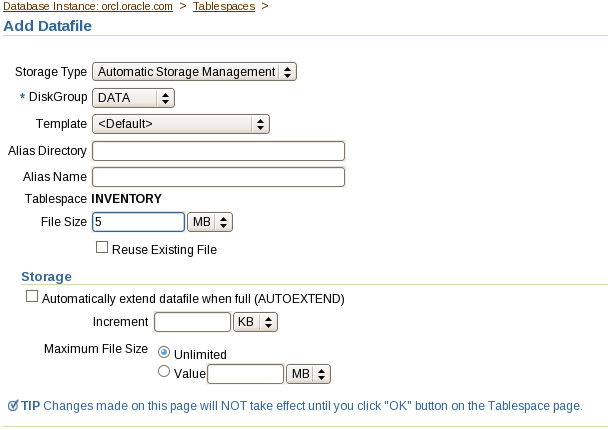 Database Instance: orcl.oracle.com > Tablespaces >
Add Datafile
Storage Type Automatic Storage Management
* DiskGroup DATA
Template <Default>
Alias Directory
Alias Name
Tablespace INVENTORY
File Size 5 MB
Reuse Existing File
Storage
Automatically extend datafile when full (AUTOEXTEND)
Increment KB
Maximum File Size Unlimited
Value MB
TIP Changes made on this page will NOT take effect until you click "OK" button on the Tablespace page.